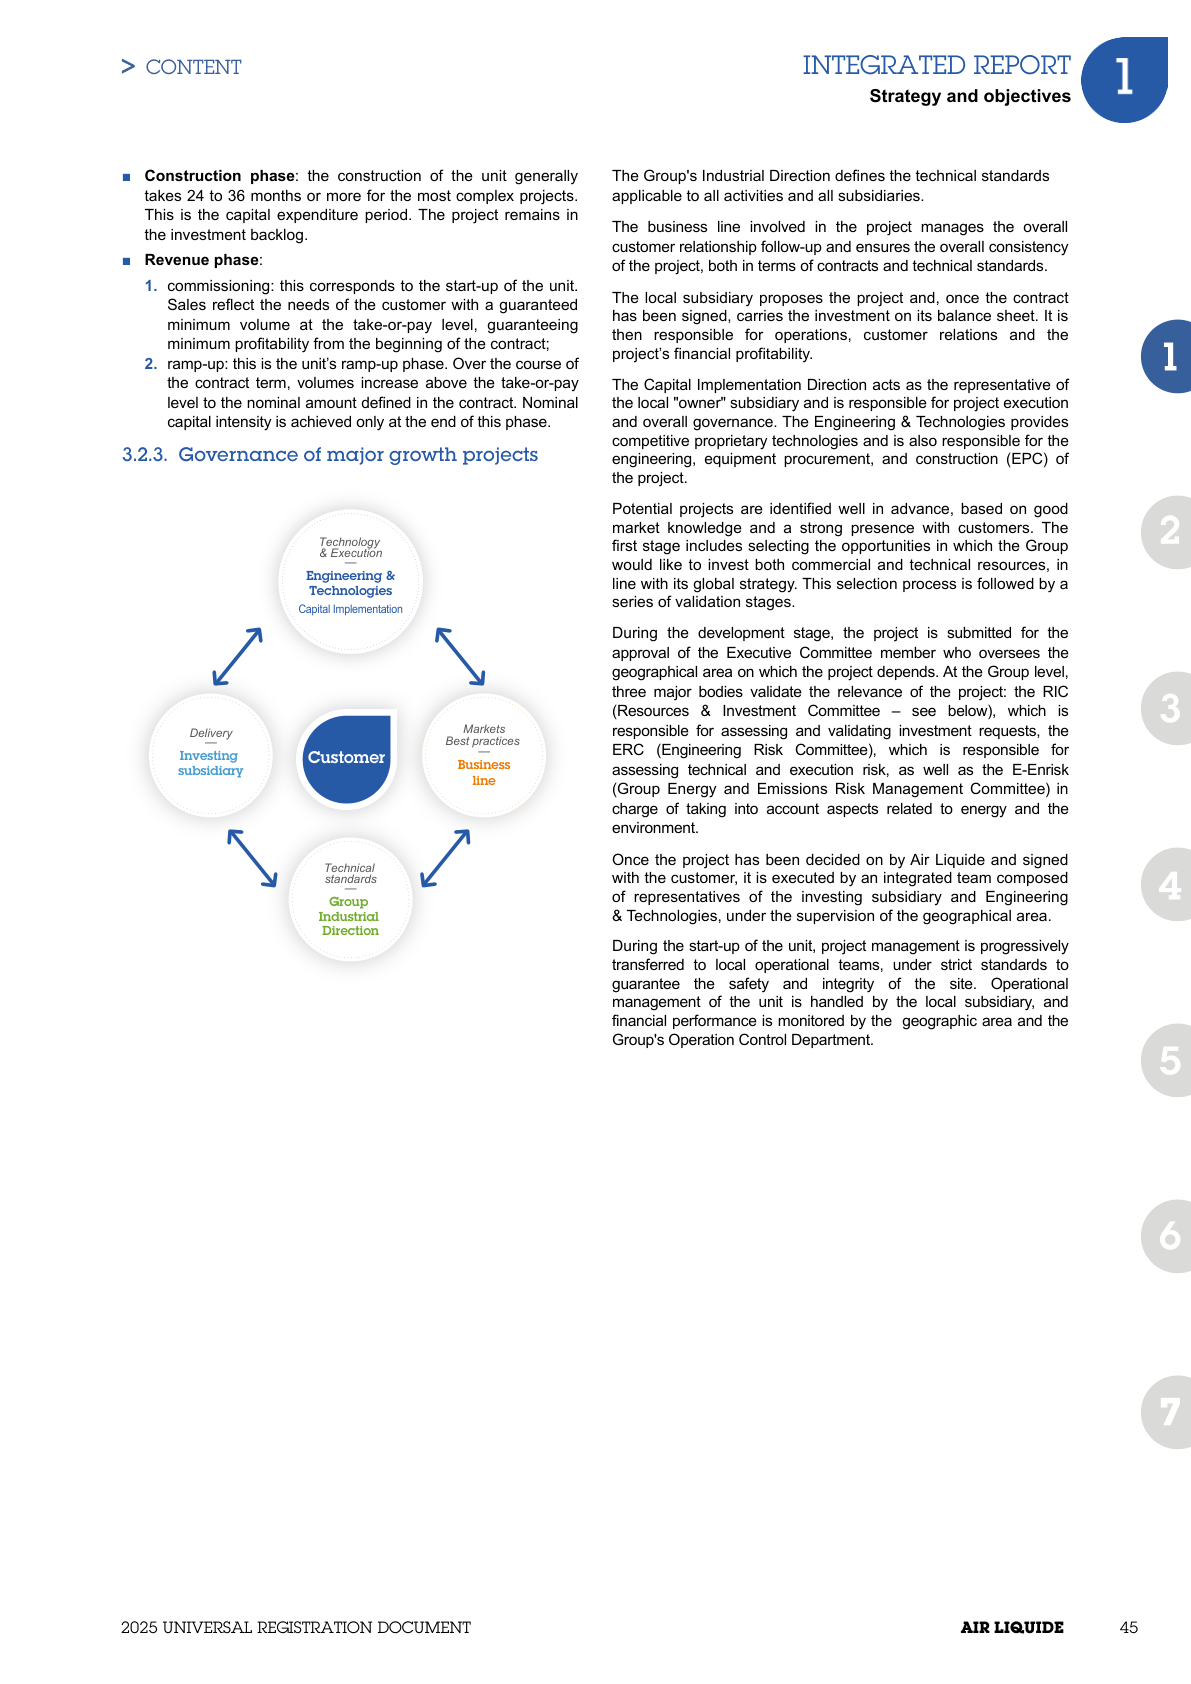 > CONTENT
INTEGRATED REPORT
Strategy and objectives
1
■ Construction phase: the construction of the unit generally
takes 24 to 36 months or more for the most complex projects.
This is the capital expenditure period. The project remains in
the investment backlog.
■ Revenue phase:
1. commissioning: this corresponds to the start-up of the unit.
Sales reflect the needs of the customer with a guaranteed
minimum volume at the take-or-pay level, guaranteeing
minimum profitability from the beginning of the contract;
2. ramp-up: this is the unit’s ramp-up phase. Over the course of
the contract term, volumes increase above the take-or-pay
level to the nominal amount defined in the contract. Nominal
capital intensity is achieved only at the end of this phase.
3.2.3. Governance of major growth projects
Technology
& Execution
Engineering &
Technologies
Capital Implementation
Delivery
Investing
subsidiary
Customer
Markets
Best practices
Business
line
Technical
standards
Group
Industrial
Direction
The Group's Industrial Direction defines the technical standards
applicable to all activities and all subsidiaries.
The business line involved in the project manages the overall
customer relationship follow-up and ensures the overall consistency
of the project, both in terms of contracts and technical standards.
The local subsidiary proposes the project and, once the contract
has been signed, carries the investment on its balance sheet. It is
then responsible for operations, customer relations and the
project’s financial profitability.
The Capital Implementation Direction acts as the representative of
the local "owner" subsidiary and is responsible for project execution
and overall governance. The Engineering & Technologies provides
competitive proprietary technologies and is also responsible for the
engineering, equipment procurement, and construction (EPC) of
the project.
Potential projects are identified well in advance, based on good
market knowledge and a strong presence with customers. The
first stage includes selecting the opportunities in which the Group
would like to invest both commercial and technical resources, in
line with its global strategy. This selection process is followed by a
series of validation stages.
During the development stage, the project is submitted for the
approval of the Executive Committee member who oversees the
geographical area on which the project depends. At the Group level,
three major bodies validate the relevance of the project: the RIC
(Resources & Investment Committee – see below), which is
responsible for assessing and validating investment requests, the
ERC (Engineering Risk Committee), which is responsible for
assessing technical and execution risk, as well as the E-Enrisk
(Group Energy and Emissions Risk Management Committee) in
charge of taking into account aspects related to energy and the
environment.
Once the project has been decided on by Air Liquide and signed
with the customer, it is executed by an integrated team composed
of representatives of the investing subsidiary and Engineering
& Technologies, under the supervision of the geographical area.
During the start-up of the unit, project management is progressively
transferred to local operational teams, under strict standards to
guarantee the safety and integrity of the site. Operational
management of the unit is handled by the local subsidiary, and
financial performance is monitored by the geographic area and the
Group's Operation Control Department.
1
2
3
4
5
6
7
2025 UNIVERSAL REGISTRATION DOCUMENT
AIR LIQUIDE
45